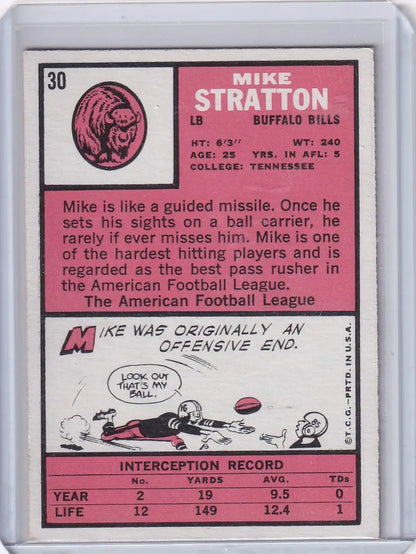 30
MIKE
STRATTON
LB BUFFALO BILLS
HT: 6'3" WT: 240
AGE: 25 YRS. IN AFL: 5
COLLEGE: TENNESSEE
Mike is like a guided missile. Once he
sets his sights on a ball carrier, he
rarely if ever misses him. Mike is one
of the hardest hitting players and is
regarded as the best pass rusher in
the American Football League.
The American Football League
MIKE WAS ORIGINALLY AN
OFFENSIVE END.
LOOK OUT
THAT'S MY
BALL.
16
85
© T.C.G.—PRTD. IN U.S.A.
INTERCEPTION RECORD
No. YARDS AVG. TDs
YEAR 2 19 9.5 0
LIFE 12 149 12.4 1